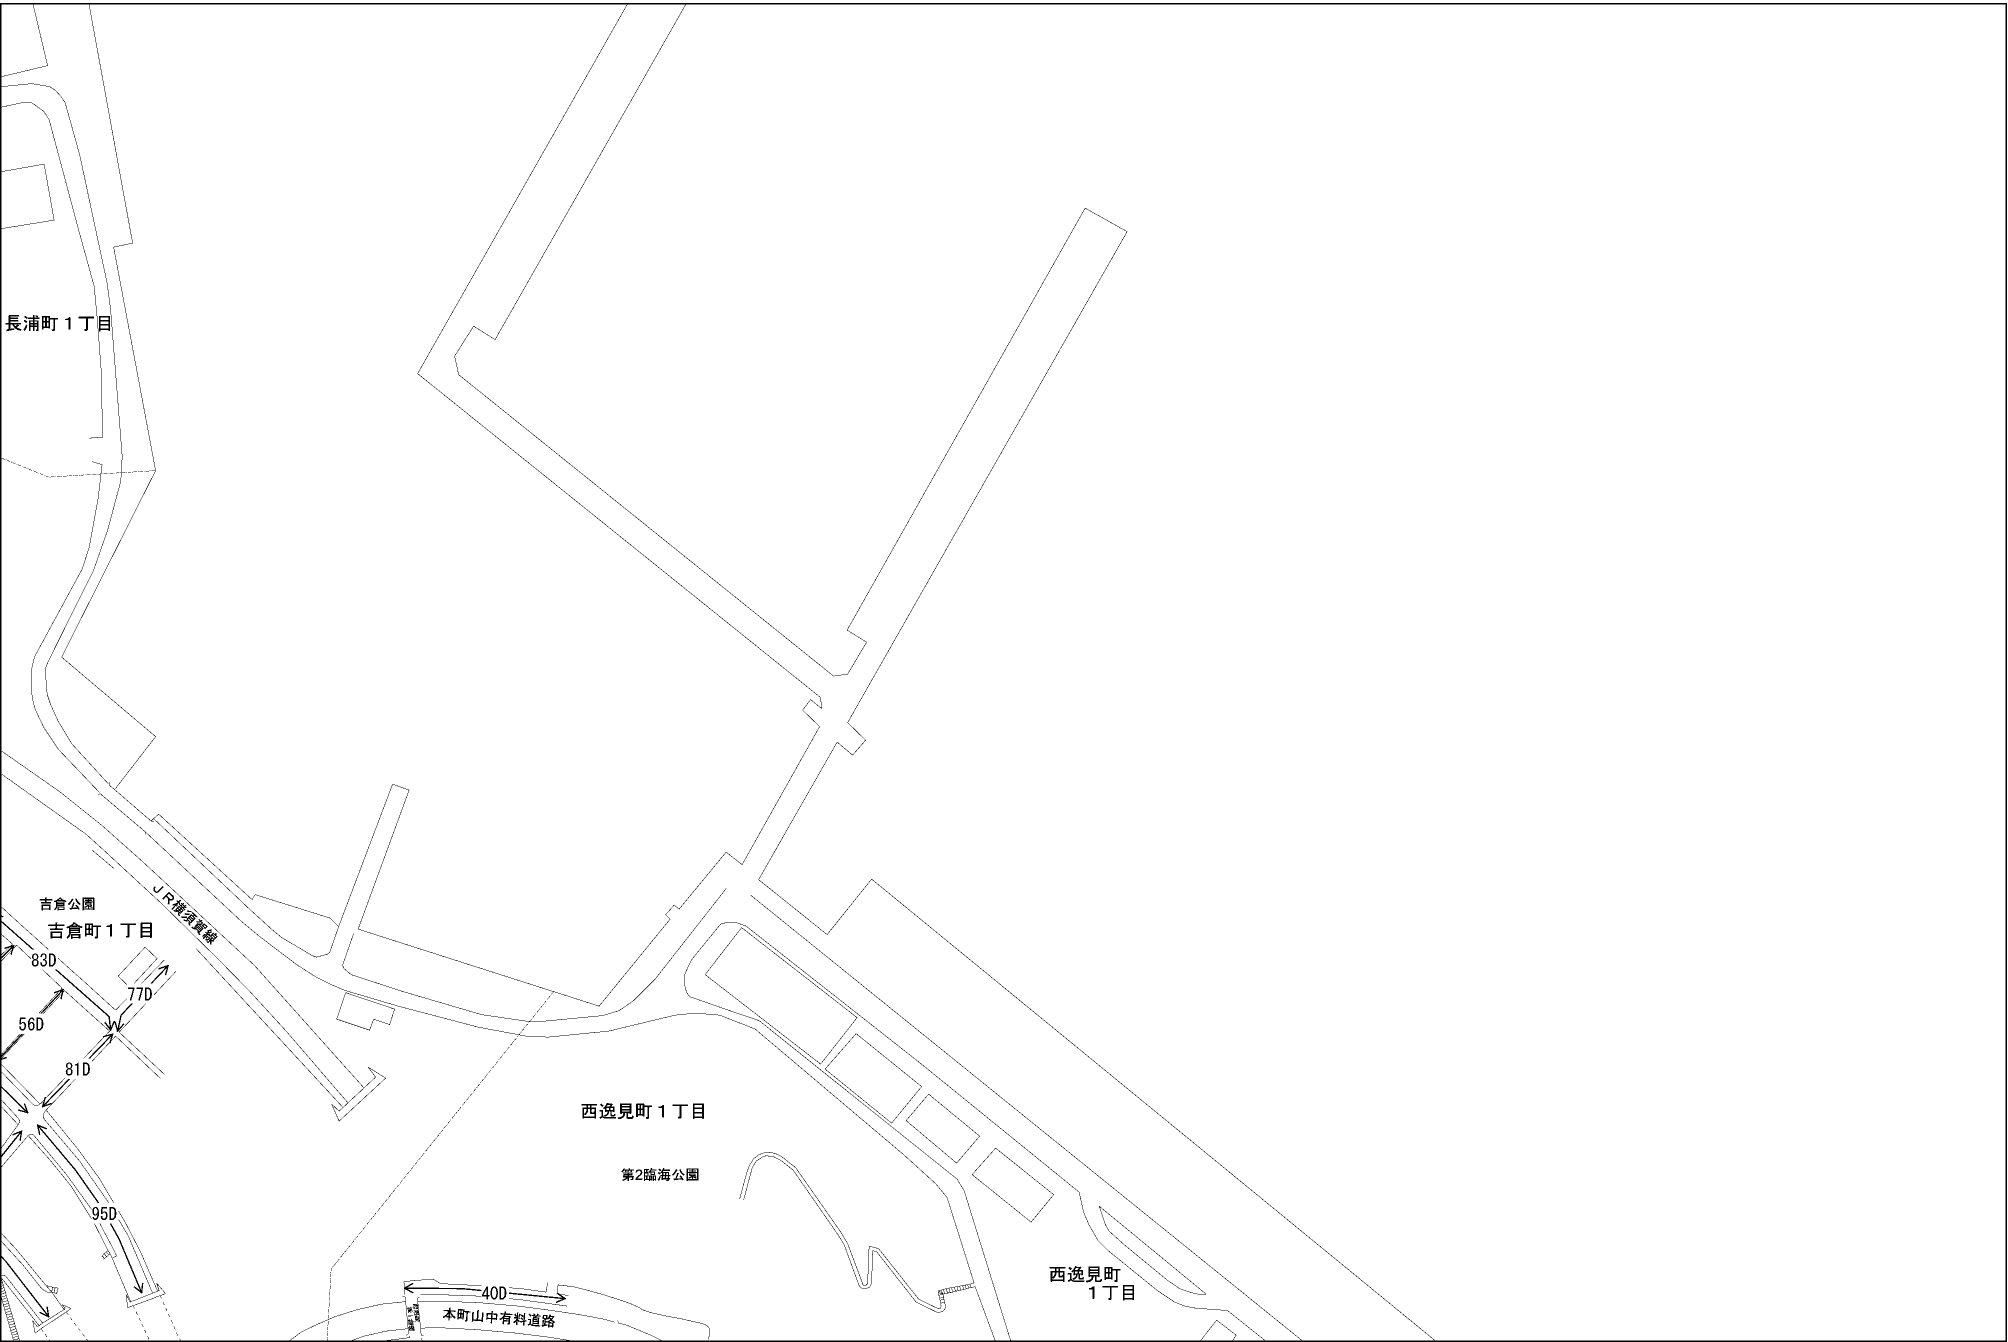 長浦町１丁目
ＪＲ横須賀線
吉倉公園
吉倉町１丁目
83D
77D
56D
81D
95D
西逸見町１丁目
第2臨海公園
西逸見町
１丁目
40D
本町山中有料道路